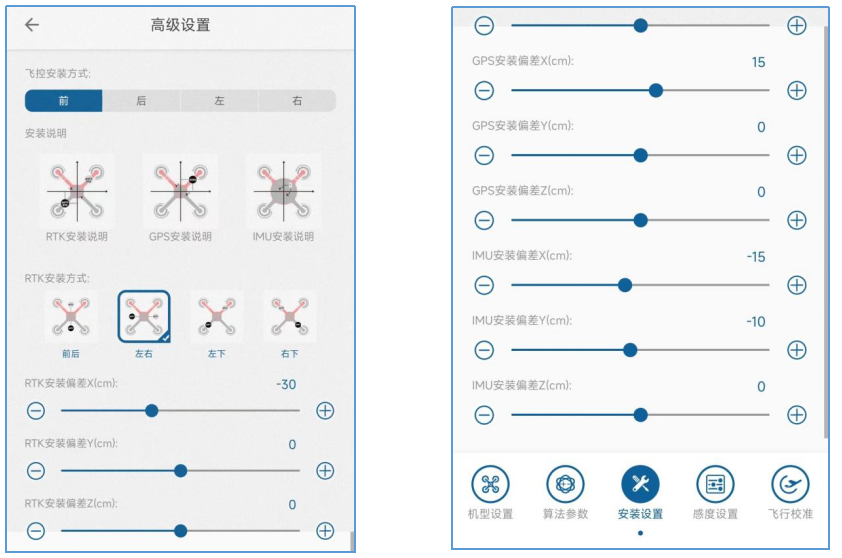 高级设置
飞控安装方式:
前 后 左 右
安装说明
RTK安装说明 GPS安装说明 IMU安装说明
RTK安装方式:
前后 左右 左下 右下
RTK安装偏差X(cm): -30
RTK安装偏差Y(cm): 0
RTK安装偏差Z(cm): 0
GPS安装偏差X(cm): 15
GPS安装偏差Y(cm): 0
GPS安装偏差Z(cm): 0
IMU安装偏差X(cm): -15
IMU安装偏差Y(cm): -10
IMU安装偏差Z(cm): 0
机型设置 算法参数 安装设置 感度设置 飞行校准